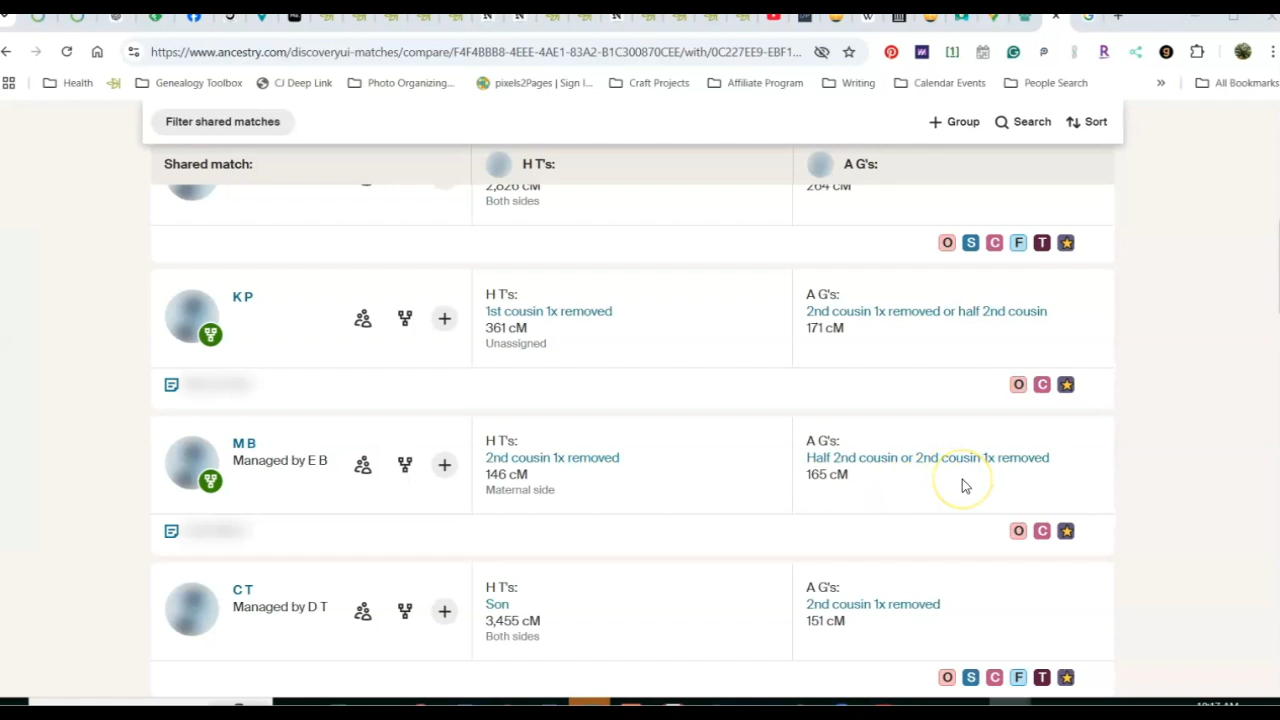 https://www.ancestry.com/discoveryui-matches/compare/F4F4BBB8-4EEE-4AE1-83A2-B1C300870CEE/with/0C227EE9-EBF1...
Health
Genealogy Toolbox
CJ Deep Link
Photo Organizing...
pixels2Pages | Sign I...
Craft Projects
Affiliate Program
Writing
Calendar Events
People Search
»
All Bookmarks
Filter shared matches
+ Group
Search
Sort
Shared match:
H T's:
A G's:
2,826 cM
264 cM
Both sides
O S C F T
K P
H T's:
1st cousin 1x removed
361 cM
Unassigned
A G's:
2nd cousin 1x removed or half 2nd cousin
171 cM
O C
M B
Managed by E B
H T's:
2nd cousin 1x removed
146 cM
Maternal side
A G's:
Half 2nd cousin or 2nd cousin 1x removed
165 cM
O C
C T
Managed by D T
H T's:
Son
3,455 cM
Both sides
A G's:
2nd cousin 1x removed
151 cM
O S C F T